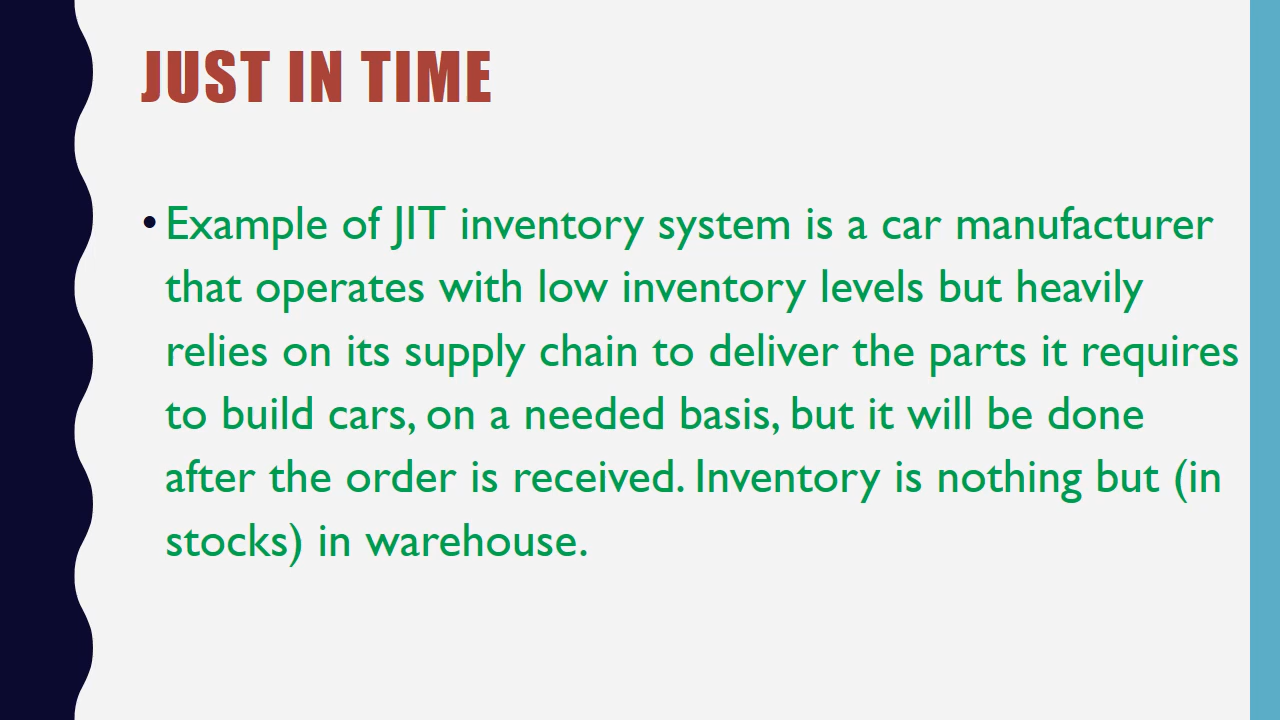 JUST IN TIME
• Example of JIT inventory system is a car manufacturer
that operates with low inventory levels but heavily
relies on its supply chain to deliver the parts it requires
to build cars, on a needed basis, but it will be done
after the order is received. Inventory is nothing but (in
stocks) in warehouse.